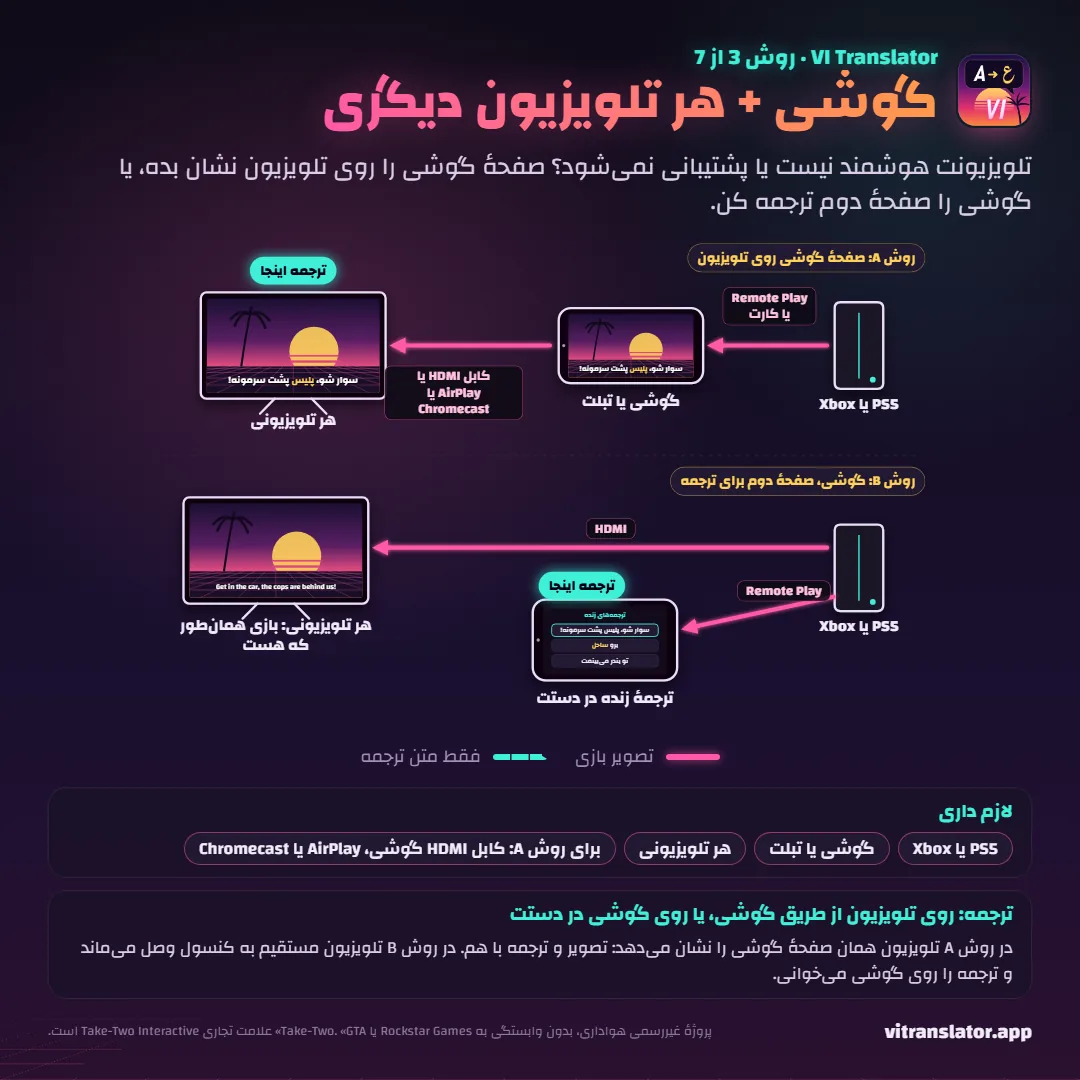 VI Translator · روش 3 از 7
گوشی + هر تلویزیون دیگری
A→ع
VI
تلویزیونت هوشمند نیست یا پشتیبانی نمی‌شود؟ صفحهٔ گوشی را روی تلویزیون نشان بده، یا
گوشی را صفحهٔ دوم ترجمه کن.
روش A: صفحهٔ گوشی روی تلویزیون
PS5 یا Xbox
Remote Play
یا کارت
سوار شو، پلیس پشت سرمونه!
گوشی یا تبلت
کابل HDMI یا
AirPlay یا
Chromecast
ترجمه اینجا
سوار شو، پلیس پشت سرمونه!
هر تلویزیونی
روش B: گوشی، صفحهٔ دوم برای ترجمه
PS5 یا Xbox
HDMI
Get in the car, the cops are behind us!
هر تلویزیونی: بازی همان‌طور
که هست
Remote Play
ترجمه اینجا
ترجمه‌های زنده
سوار شو، پلیس پشت سرمونه!
برو ساحل
تو بندر می‌بینمت
ترجمهٔ زنده در دستت
تصویر بازی
فقط متن ترجمه
لازم داری
PS5 یا Xbox
گوشی یا تبلت
هر تلویزیونی
برای روش A: کابل HDMI گوشی، AirPlay یا Chromecast
ترجمه: روی تلویزیون از طریق گوشی، یا روی گوشی در دستت
در روش A تلویزیون همان صفحهٔ گوشی را نشان می‌دهد: تصویر و ترجمه با هم. در روش B تلویزیون مستقیم به کنسول وصل می‌ماند
و ترجمه را روی گوشی می‌خوانی.
vitranslator.app
پروژهٔ غیررسمی هواداری، بدون وابستگی به Rockstar Games یا Take-Two. «GTA» علامت تجاری Take-Two Interactive است.